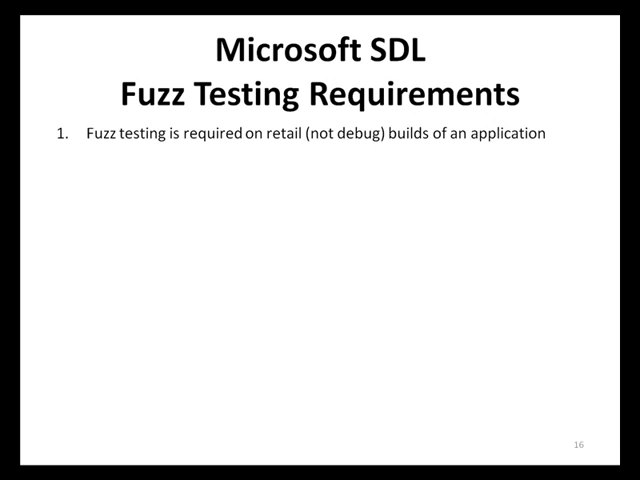 Microsoft SDL
Fuzz Testing Requirements
1. Fuzz testing is required on retail (not debug) builds of an application
16